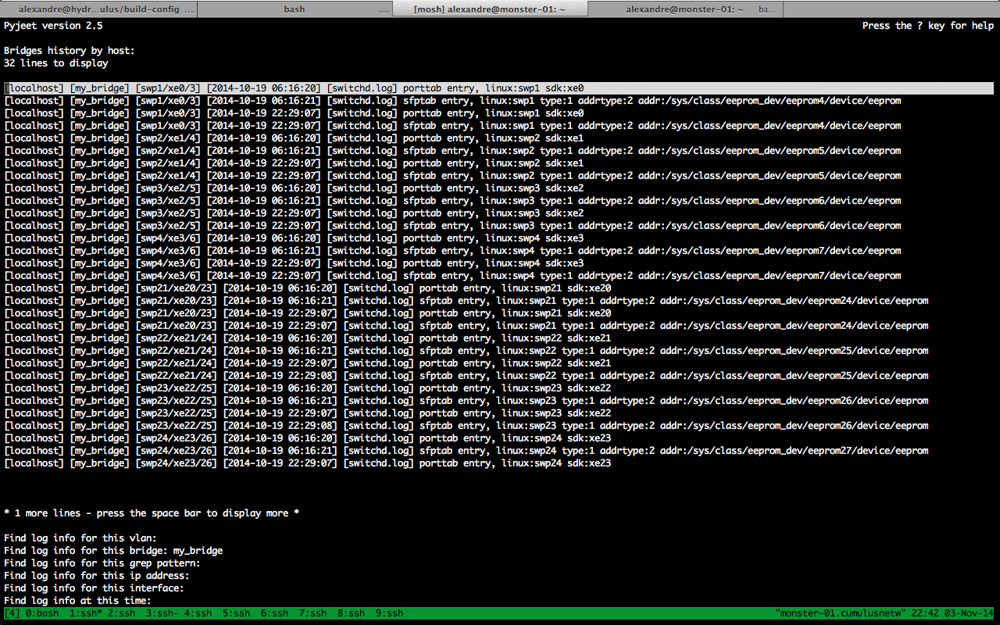 alexandre@hydr...ulus/build-config ... bash ... [mosh] alexandre@monster-01: ~ alexandre@monster-01: ~ ba...
Pyjeet version 2.5 Press the ? key for help
Bridges history by host:
32 lines to display
[localhost] [my_bridge] [swp1/xe0/3] [2014-10-19 06:16:20] [switchd.log] porttab entry, linux:swp1 sdk:xe0
[localhost] [my_bridge] [swp1/xe0/3] [2014-10-19 06:16:21] [switchd.log] sfptab entry, linux:swp1 type:1 addrtype:2 addr:/sys/class/eeprom_dev/eeprom4/device/eeprom
[localhost] [my_bridge] [swp1/xe0/3] [2014-10-19 22:29:07] [switchd.log] porttab entry, linux:swp1 sdk:xe0
[localhost] [my_bridge] [swp1/xe0/3] [2014-10-19 22:29:07] [switchd.log] sfptab entry, linux:swp1 type:1 addrtype:2 addr:/sys/class/eeprom_dev/eeprom4/device/eeprom
[localhost] [my_bridge] [swp2/xe1/4] [2014-10-19 06:16:20] [switchd.log] porttab entry, linux:swp2 sdk:xe1
[localhost] [my_bridge] [swp2/xe1/4] [2014-10-19 06:16:21] [switchd.log] sfptab entry, linux:swp2 type:1 addrtype:2 addr:/sys/class/eeprom_dev/eeprom5/device/eeprom
[localhost] [my_bridge] [swp2/xe1/4] [2014-10-19 22:29:07] [switchd.log] porttab entry, linux:swp2 sdk:xe1
[localhost] [my_bridge] [swp2/xe1/4] [2014-10-19 22:29:07] [switchd.log] sfptab entry, linux:swp2 type:1 addrtype:2 addr:/sys/class/eeprom_dev/eeprom5/device/eeprom
[localhost] [my_bridge] [swp3/xe2/5] [2014-10-19 06:16:20] [switchd.log] porttab entry, linux:swp3 sdk:xe2
[localhost] [my_bridge] [swp3/xe2/5] [2014-10-19 06:16:21] [switchd.log] sfptab entry, linux:swp3 type:1 addrtype:2 addr:/sys/class/eeprom_dev/eeprom6/device/eeprom
[localhost] [my_bridge] [swp3/xe2/5] [2014-10-19 22:29:07] [switchd.log] porttab entry, linux:swp3 sdk:xe2
[localhost] [my_bridge] [swp3/xe2/5] [2014-10-19 22:29:07] [switchd.log] sfptab entry, linux:swp3 type:1 addrtype:2 addr:/sys/class/eeprom_dev/eeprom6/device/eeprom
[localhost] [my_bridge] [swp4/xe3/6] [2014-10-19 06:16:20] [switchd.log] porttab entry, linux:swp4 sdk:xe3
[localhost] [my_bridge] [swp4/xe3/6] [2014-10-19 06:16:21] [switchd.log] sfptab entry, linux:swp4 type:1 addrtype:2 addr:/sys/class/eeprom_dev/eeprom7/device/eeprom
[localhost] [my_bridge] [swp4/xe3/6] [2014-10-19 22:29:07] [switchd.log] porttab entry, linux:swp4 sdk:xe3
[localhost] [my_bridge] [swp4/xe3/6] [2014-10-19 22:29:07] [switchd.log] sfptab entry, linux:swp4 type:1 addrtype:2 addr:/sys/class/eeprom_dev/eeprom7/device/eeprom
[localhost] [my_bridge] [swp21/xe20/23] [2014-10-19 06:16:20] [switchd.log] porttab entry, linux:swp21 sdk:xe20
[localhost] [my_bridge] [swp21/xe20/23] [2014-10-19 06:16:21] [switchd.log] sfptab entry, linux:swp21 type:1 addrtype:2 addr:/sys/class/eeprom_dev/eeprom24/device/eeprom
[localhost] [my_bridge] [swp21/xe20/23] [2014-10-19 22:29:07] [switchd.log] porttab entry, linux:swp21 sdk:xe20
[localhost] [my_bridge] [swp21/xe20/23] [2014-10-19 22:29:07] [switchd.log] sfptab entry, linux:swp21 type:1 addrtype:2 addr:/sys/class/eeprom_dev/eeprom24/device/eeprom
[localhost] [my_bridge] [swp22/xe21/24] [2014-10-19 06:16:20] [switchd.log] porttab entry, linux:swp22 sdk:xe21
[localhost] [my_bridge] [swp22/xe21/24] [2014-10-19 06:16:21] [switchd.log] sfptab entry, linux:swp22 type:1 addrtype:2 addr:/sys/class/eeprom_dev/eeprom25/device/eeprom
[localhost] [my_bridge] [swp22/xe21/24] [2014-10-19 22:29:07] [switchd.log] porttab entry, linux:swp22 sdk:xe21
[localhost] [my_bridge] [swp22/xe21/24] [2014-10-19 22:29:08] [switchd.log] sfptab entry, linux:swp22 type:1 addrtype:2 addr:/sys/class/eeprom_dev/eeprom25/device/eeprom
[localhost] [my_bridge] [swp23/xe22/25] [2014-10-19 06:16:20] [switchd.log] porttab entry, linux:swp23 sdk:xe22
[localhost] [my_bridge] [swp23/xe22/25] [2014-10-19 06:16:21] [switchd.log] sfptab entry, linux:swp23 type:1 addrtype:2 addr:/sys/class/eeprom_dev/eeprom26/device/eeprom
[localhost] [my_bridge] [swp23/xe22/25] [2014-10-19 22:29:07] [switchd.log] porttab entry, linux:swp23 sdk:xe22
[localhost] [my_bridge] [swp23/xe22/25] [2014-10-19 22:29:08] [switchd.log] sfptab entry, linux:swp23 type:1 addrtype:2 addr:/sys/class/eeprom_dev/eeprom26/device/eeprom
[localhost] [my_bridge] [swp24/xe23/26] [2014-10-19 06:16:20] [switchd.log] porttab entry, linux:swp24 sdk:xe23
[localhost] [my_bridge] [swp24/xe23/26] [2014-10-19 06:16:21] [switchd.log] sfptab entry, linux:swp24 type:1 addrtype:2 addr:/sys/class/eeprom_dev/eeprom27/device/eeprom
[localhost] [my_bridge] [swp24/xe23/26] [2014-10-19 22:29:07] [switchd.log] porttab entry, linux:swp24 sdk:xe23
* 1 more lines - press the space bar to display more *
Find log info for this vlan:
Find log info for this bridge: my_bridge
Find log info for this grep pattern:
Find log info for this ip address:
Find log info for this interface:
Find log info at this time:
[4] 0:bash 1:ssh* 2:ssh 3:ssh- 4:ssh 5:ssh 6:ssh 7:ssh 8:ssh 9:ssh "monster-01.cumulusnetw" 22:42 03-Nov-14